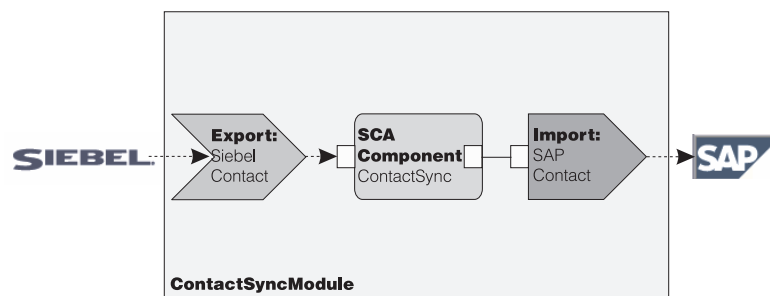 SIEBEL.
Export:
Siebel
Contact
SCA
Component
ContactSync
Import:
SAP
Contact
SAP
ContactSyncModule